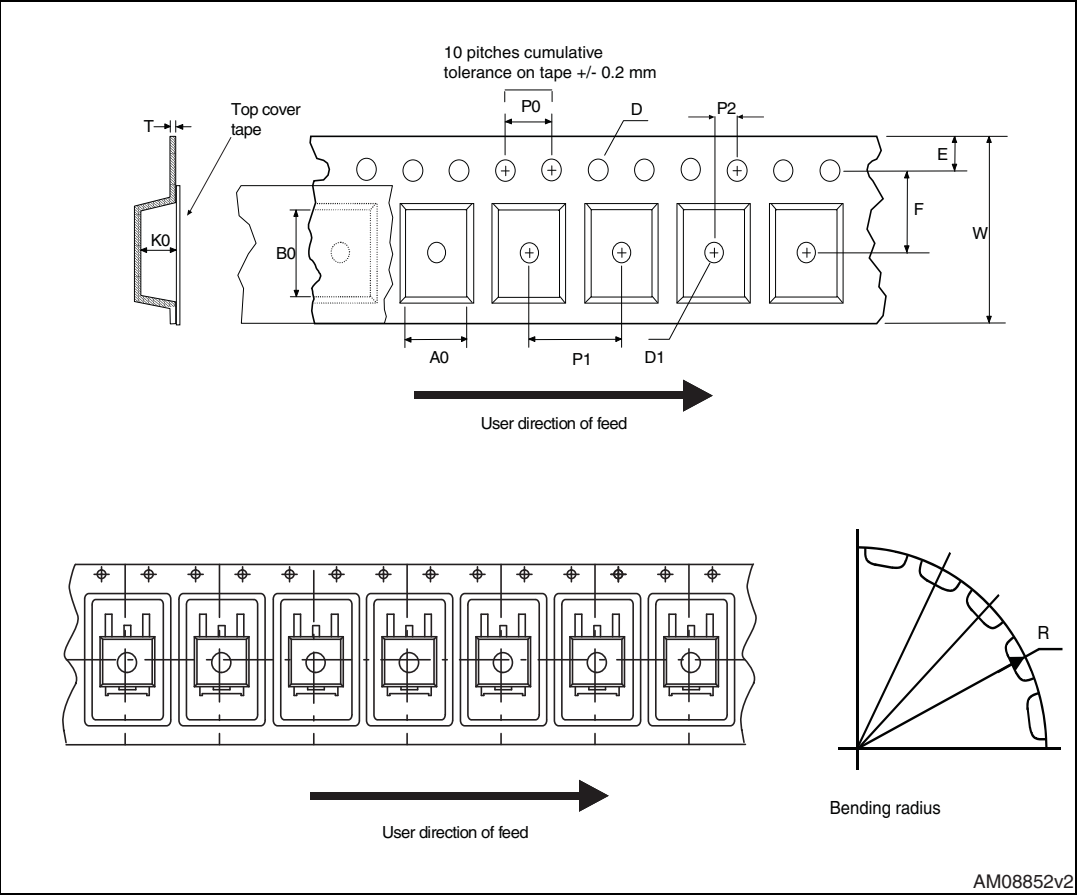 10 pitches cumulative
tolerance on tape +/- 0.2 mm
Top cover
tape
T
P0
D
P2
E
F
W
K0
B0
A0
P1
D1
User direction of feed
R
Bending radius
User direction of feed
AM08852v2